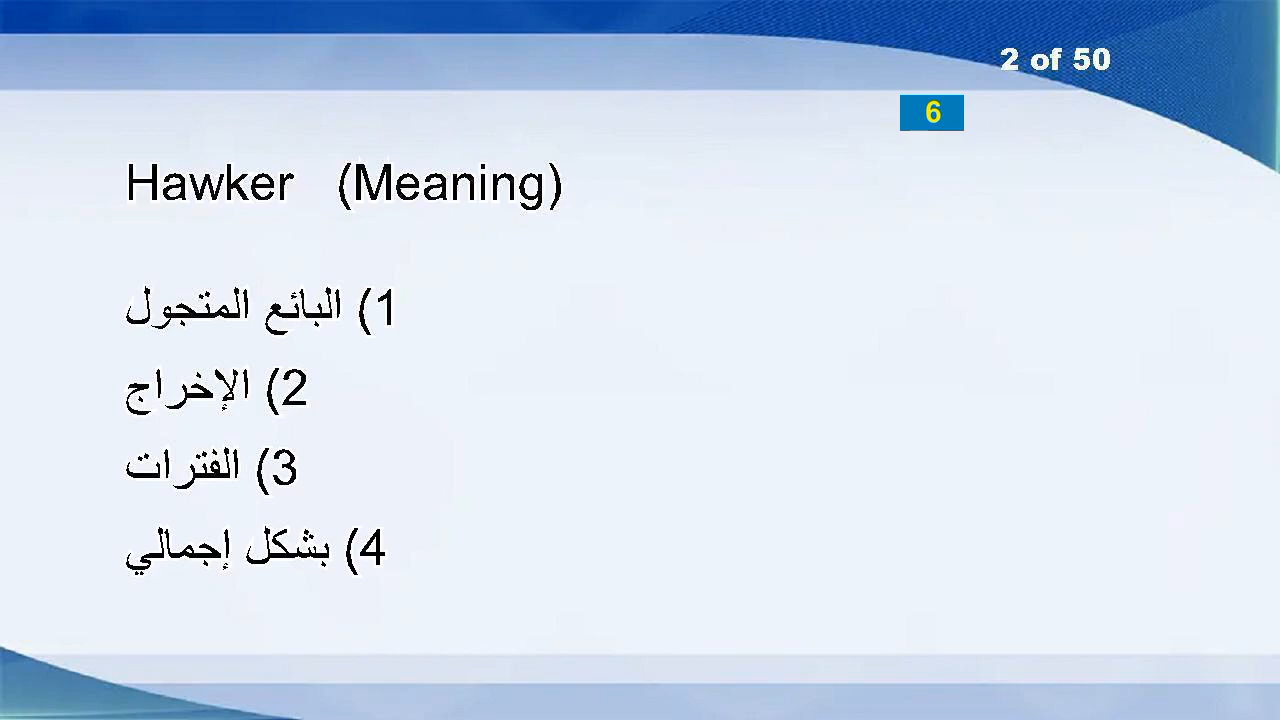 2 of 50
6
Hawker (Meaning)
1) البائع المتجول
2) الإخراج
3) الفترات
4) بشكل إجمالي